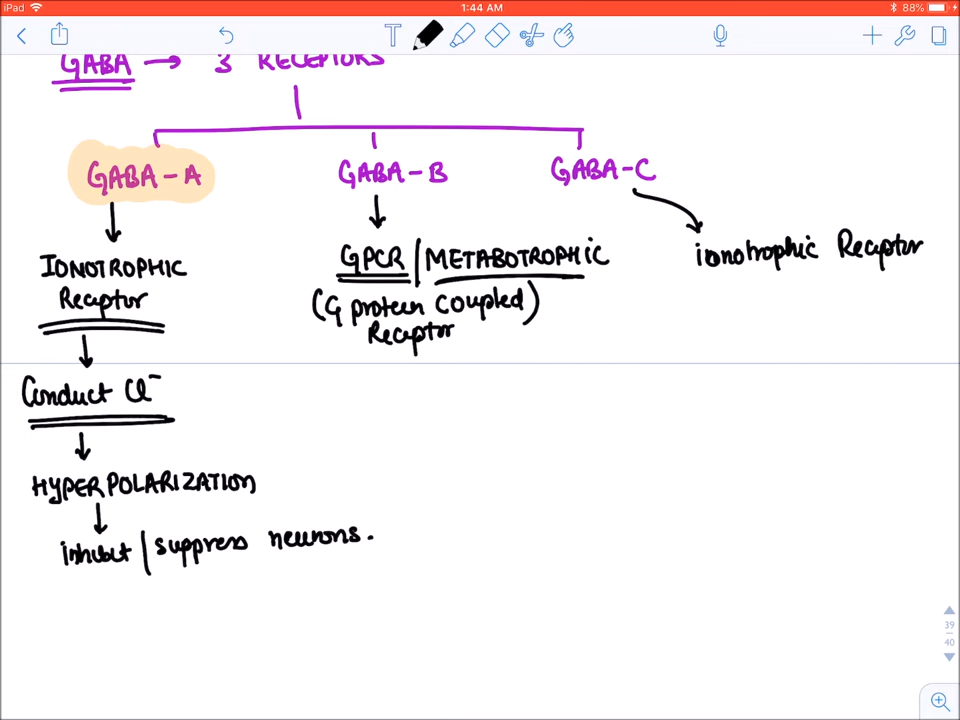 iPad 1:44 AM 88%
T
GABA → 3 RECEPTORS
GABA-A GABA-B GABA-C
IONOTROPHIC
Receptor
GPCR | METABOTROPHIC
(G protein coupled)
Receptor
ionotrophic Receptor
Conduct Cl⁻
HYPERPOLARIZATION
inhibit | suppress neurons.
39
40